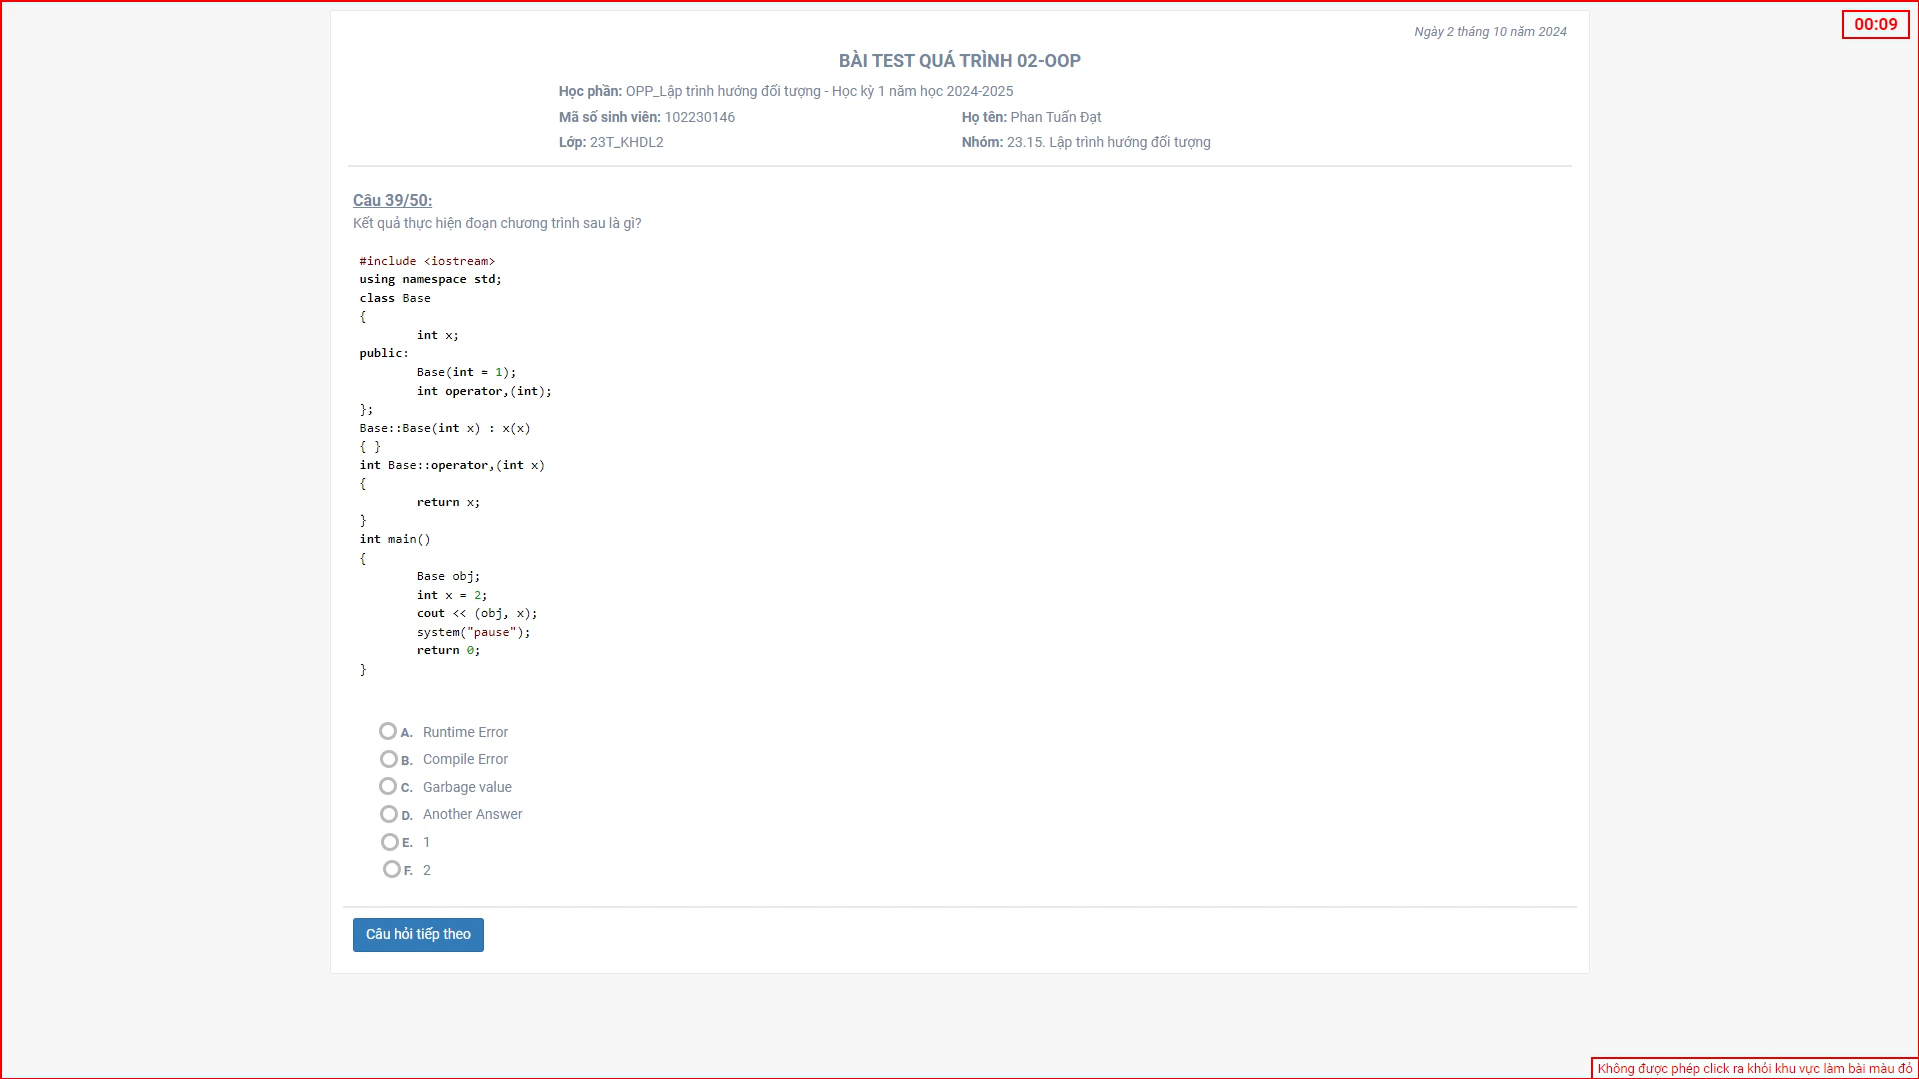 00:09
Ngày 2 tháng 10 năm 2024
BÀI TEST QUÁ TRÌNH 02-OOP
Học phần: OPP_Lập trình hướng đối tượng - Học kỳ 1 năm học 2024-2025
Mã số sinh viên: 102230146 Họ tên: Phan Tuấn Đạt
Lớp: 23T_KHDL2 Nhóm: 23.15. Lập trình hướng đối tượng
Câu 39/50:
Kết quả thực hiện đoạn chương trình sau là gì?
#include <iostream>
using namespace std;
class Base
{
int x;
public:
Base(int = 1);
int operator,(int);
};
Base::Base(int x) : x(x)
{ }
int Base::operator,(int x)
{
return x;
}
int main()
{
Base obj;
int x = 2;
cout << (obj, x);
system("pause");
return 0;
}
A. Runtime Error
B. Compile Error
C. Garbage value
D. Another Answer
E. 1
F. 2
Câu hỏi tiếp theo
Không được phép click ra khỏi khu vực làm bài màu đỏ